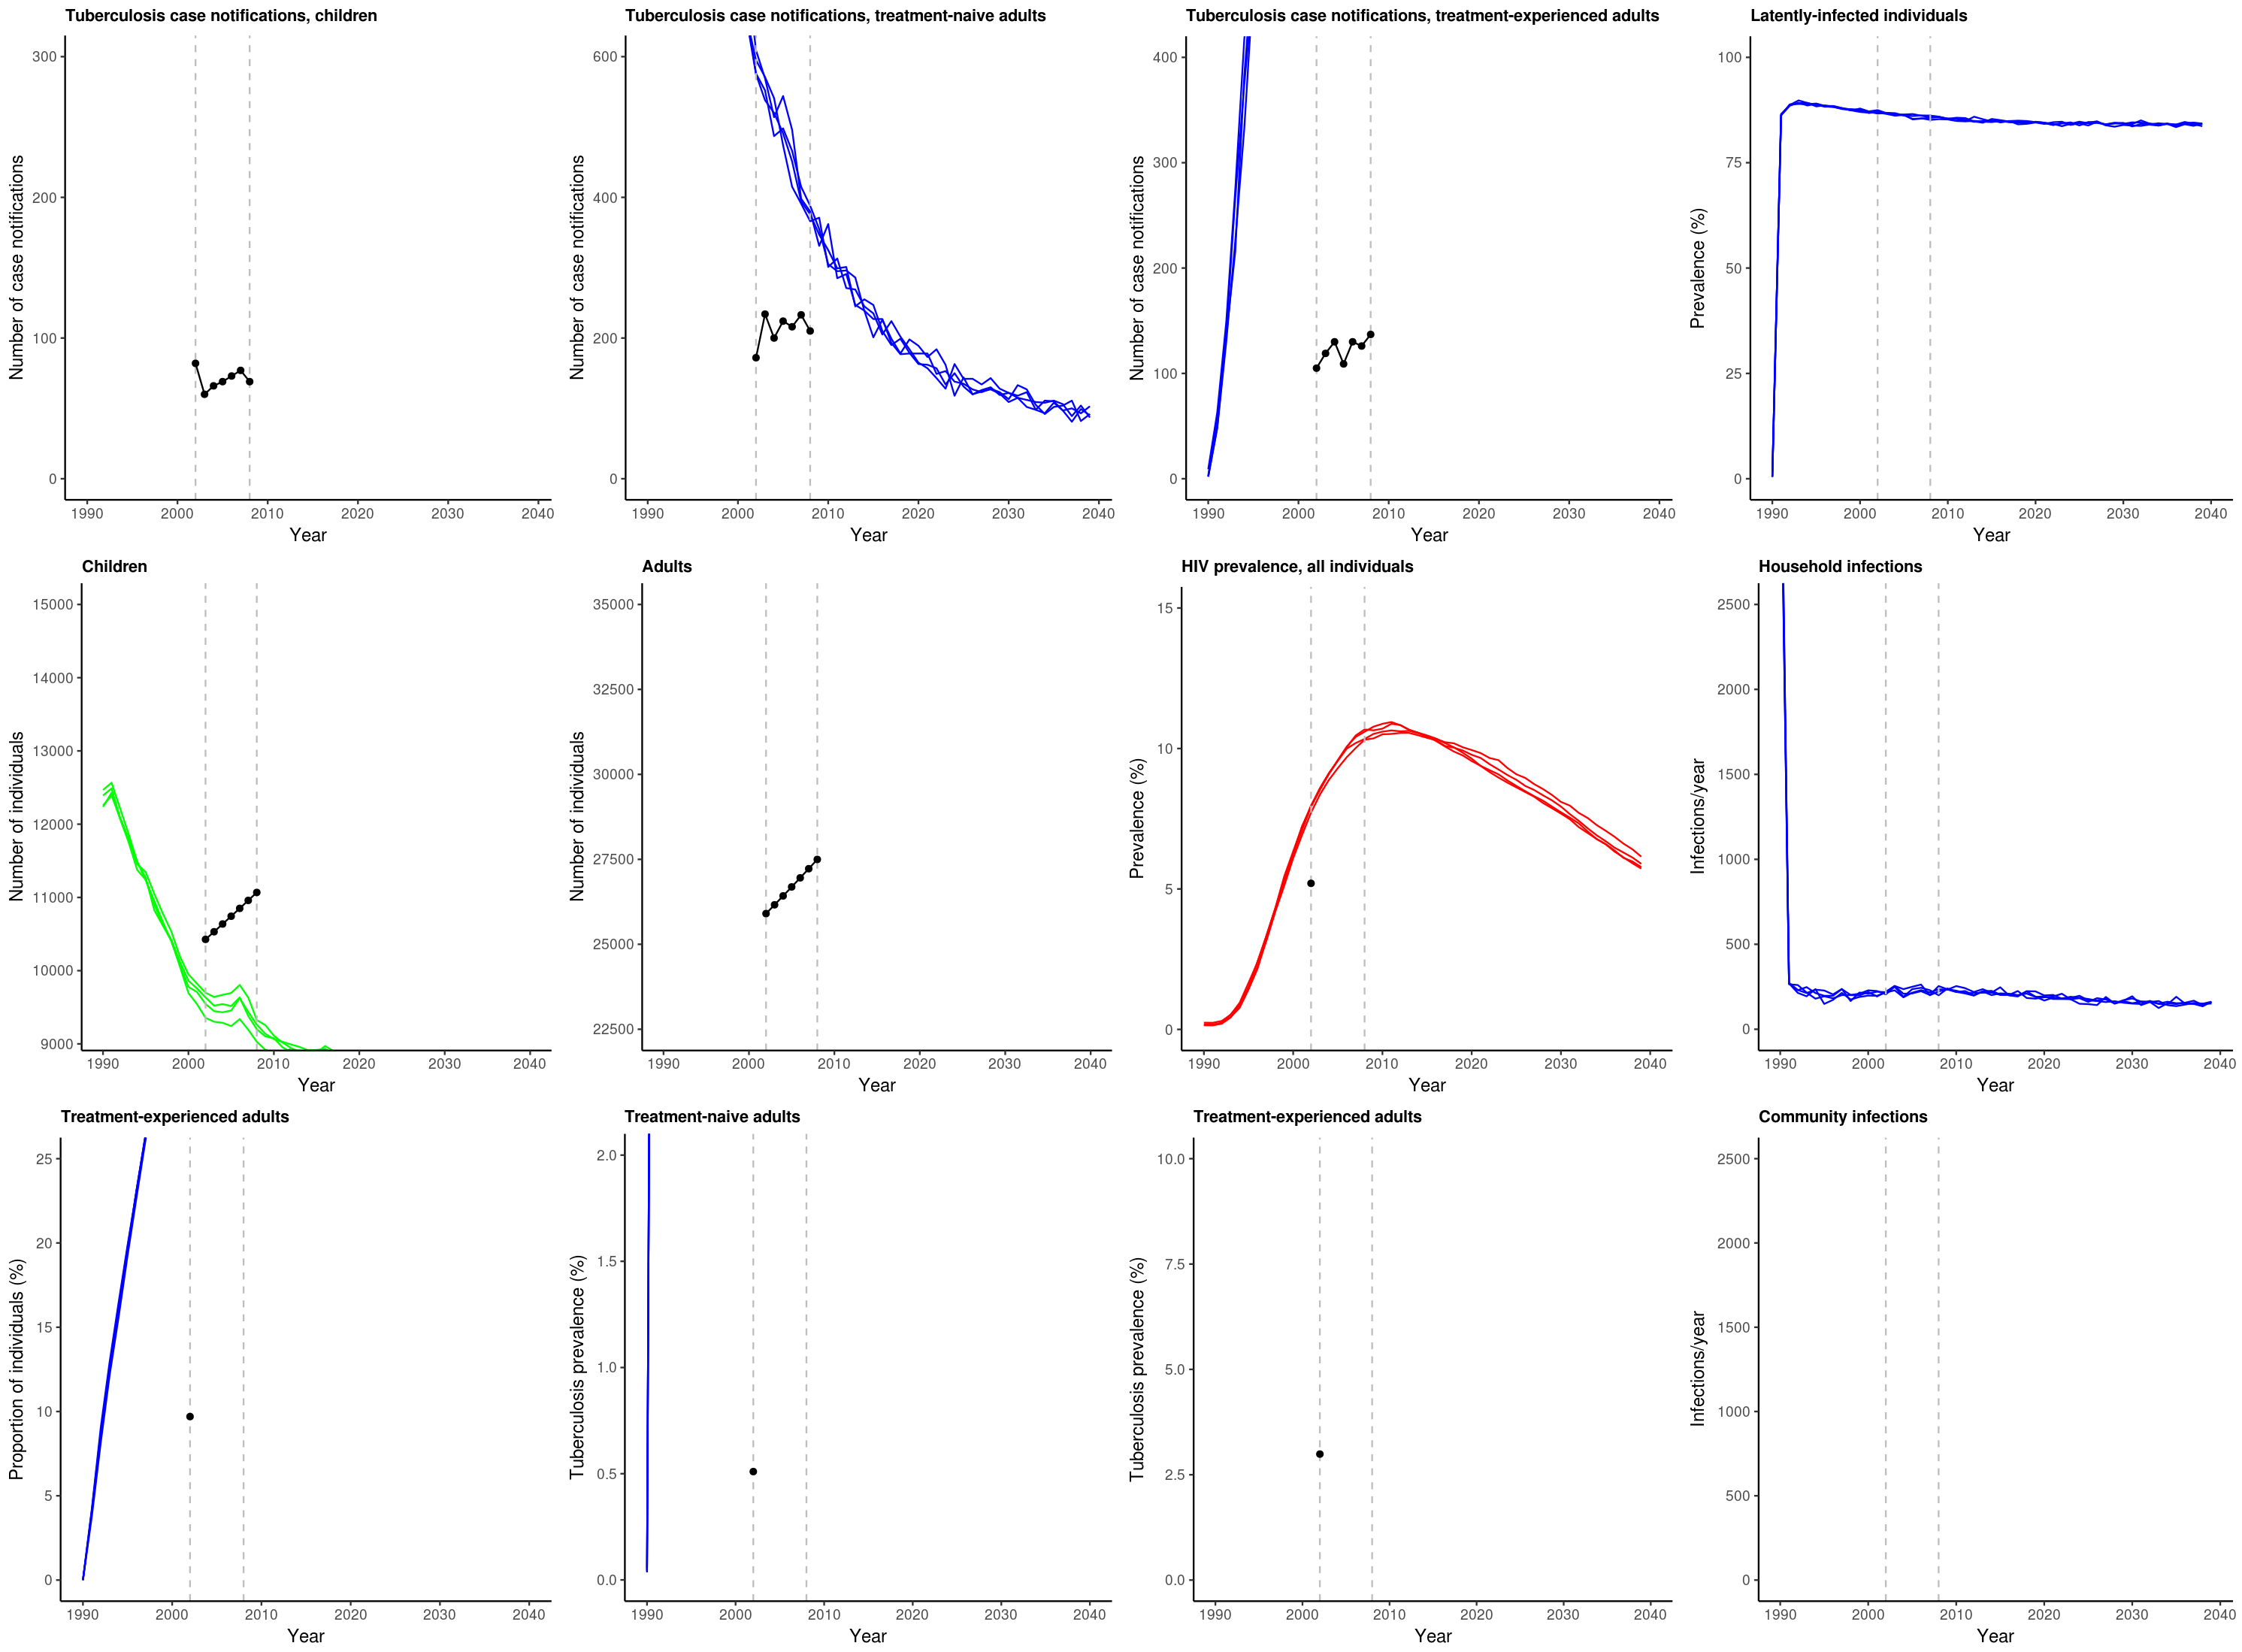 Tuberculosis case notifications, children
300
200
100
0
Number of case notifications
1990 2000 2010 2020 2030 2040
Year
Tuberculosis case notifications, treatment-naive adults
600
400
200
0
Number of case notifications
1990 2000 2010 2020 2030 2040
Year
Tuberculosis case notifications, treatment-experienced adults
400
300
200
100
0
Number of case notifications
1990 2000 2010 2020 2030 2040
Year
Latently-infected individuals
100
75
50
25
0
Prevalence (%)
1990 2000 2010 2020 2030 2040
Year
Children
15000
14000
13000
12000
11000
10000
9000
Number of individuals
1990 2000 2010 2020 2030 2040
Year
Adults
35000
32500
30000
27500
25000
22500
Number of individuals
1990 2000 2010 2020 2030 2040
Year
HIV prevalence, all individuals
15
10
5
0
Prevalence (%)
1990 2000 2010 2020 2030 2040
Year
Household infections
2500
2000
1500
1000
500
0
Infections/year
1990 2000 2010 2020 2030 2040
Year
Treatment-experienced adults
25
20
15
10
5
0
Proportion of individuals (%)
1990 2000 2010 2020 2030 2040
Year
Treatment-naive adults
2.0
1.5
1.0
0.5
0.0
Tuberculosis prevalence (%)
1990 2000 2010 2020 2030 2040
Year
Treatment-experienced adults
10.0
7.5
5.0
2.5
0.0
Tuberculosis prevalence (%)
1990 2000 2010 2020 2030 2040
Year
Community infections
2500
2000
1500
1000
500
0
Infections/year
1990 2000 2010 2020 2030 2040
Year